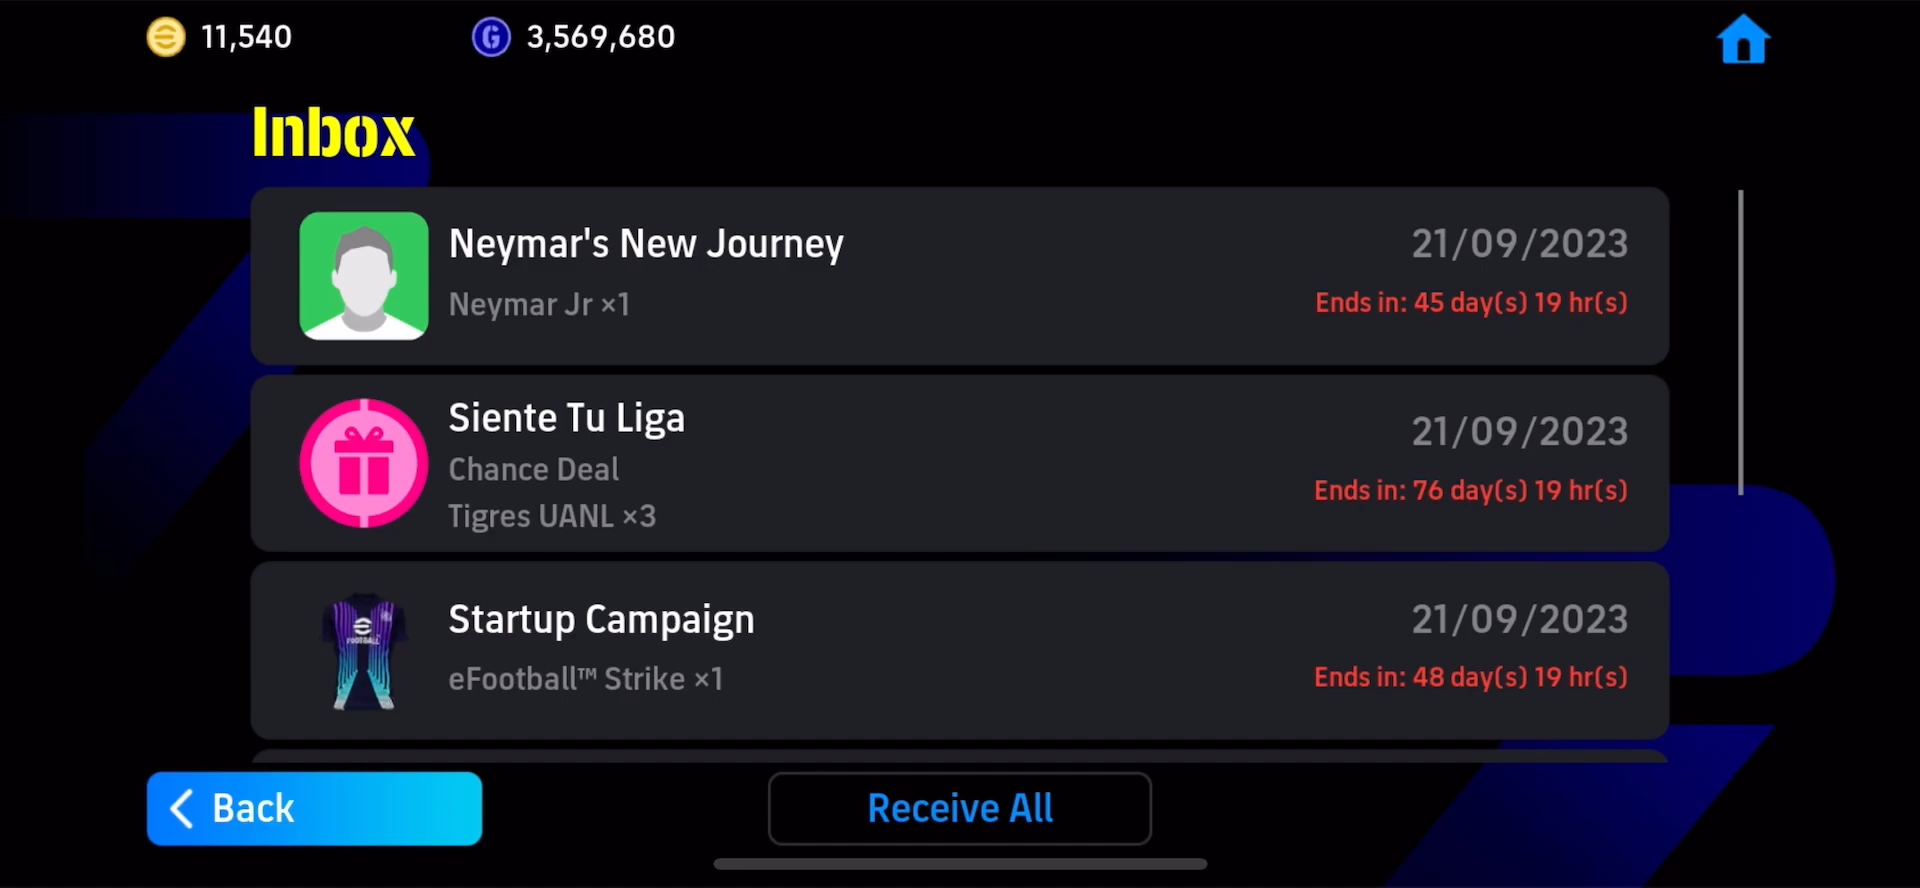 11,540
3,569,680
Inbox
Neymar's New Journey
21/09/2023
Neymar Jr ×1
Ends in: 45 day(s) 19 hr(s)
Siente Tu Liga
21/09/2023
Chance Deal
Ends in: 76 day(s) 19 hr(s)
Tigres UANL ×3
FOOTBALL
Startup Campaign
21/09/2023
eFootball™ Strike ×1
Ends in: 48 day(s) 19 hr(s)
Back
Receive All